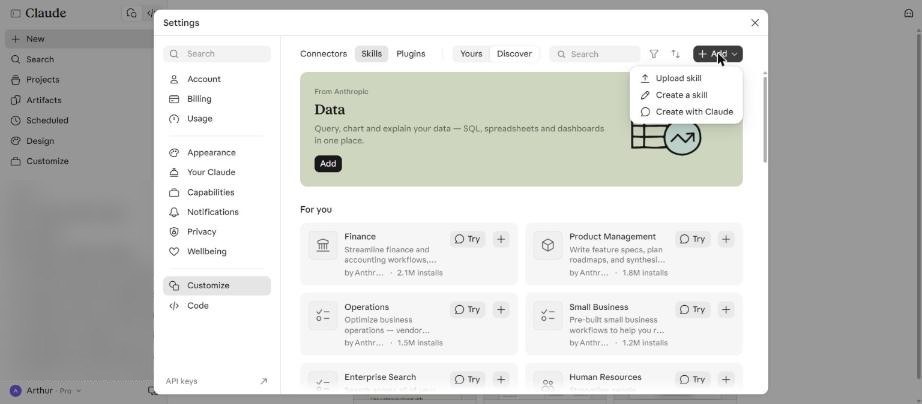 Claude
Settings
New
Search
Projects
Artifacts
Scheduled
Design
Customize
Arthur · Pro
Search
Account
Billing
Usage
Appearance
Your Claude
Capabilities
Notifications
Privacy
Wellbeing
Customize
Code
API keys
Connectors Skills Plugins Yours Discover Search Add
Upload skill
Create a skill
Create with Claude
From Anthropic
Data
Query, chart and explain your data — SQL, spreadsheets and dashboards
in one place.
Add
For you
Finance Try
Streamline finance and
accounting workflows,...
by Anthr... · 2.1M installs
Product Management Try
Write feature specs, plan
roadmaps, and synthesi...
by Anthr... · 1.8M installs
Operations Try
Optimize business
operations — vendor...
by Anthr... · 1.5M installs
Small Business Try
Pre-built small business
workflows to help you r...
by Anthr... · 1.2M installs
Enterprise Search Try
Human Resources Try